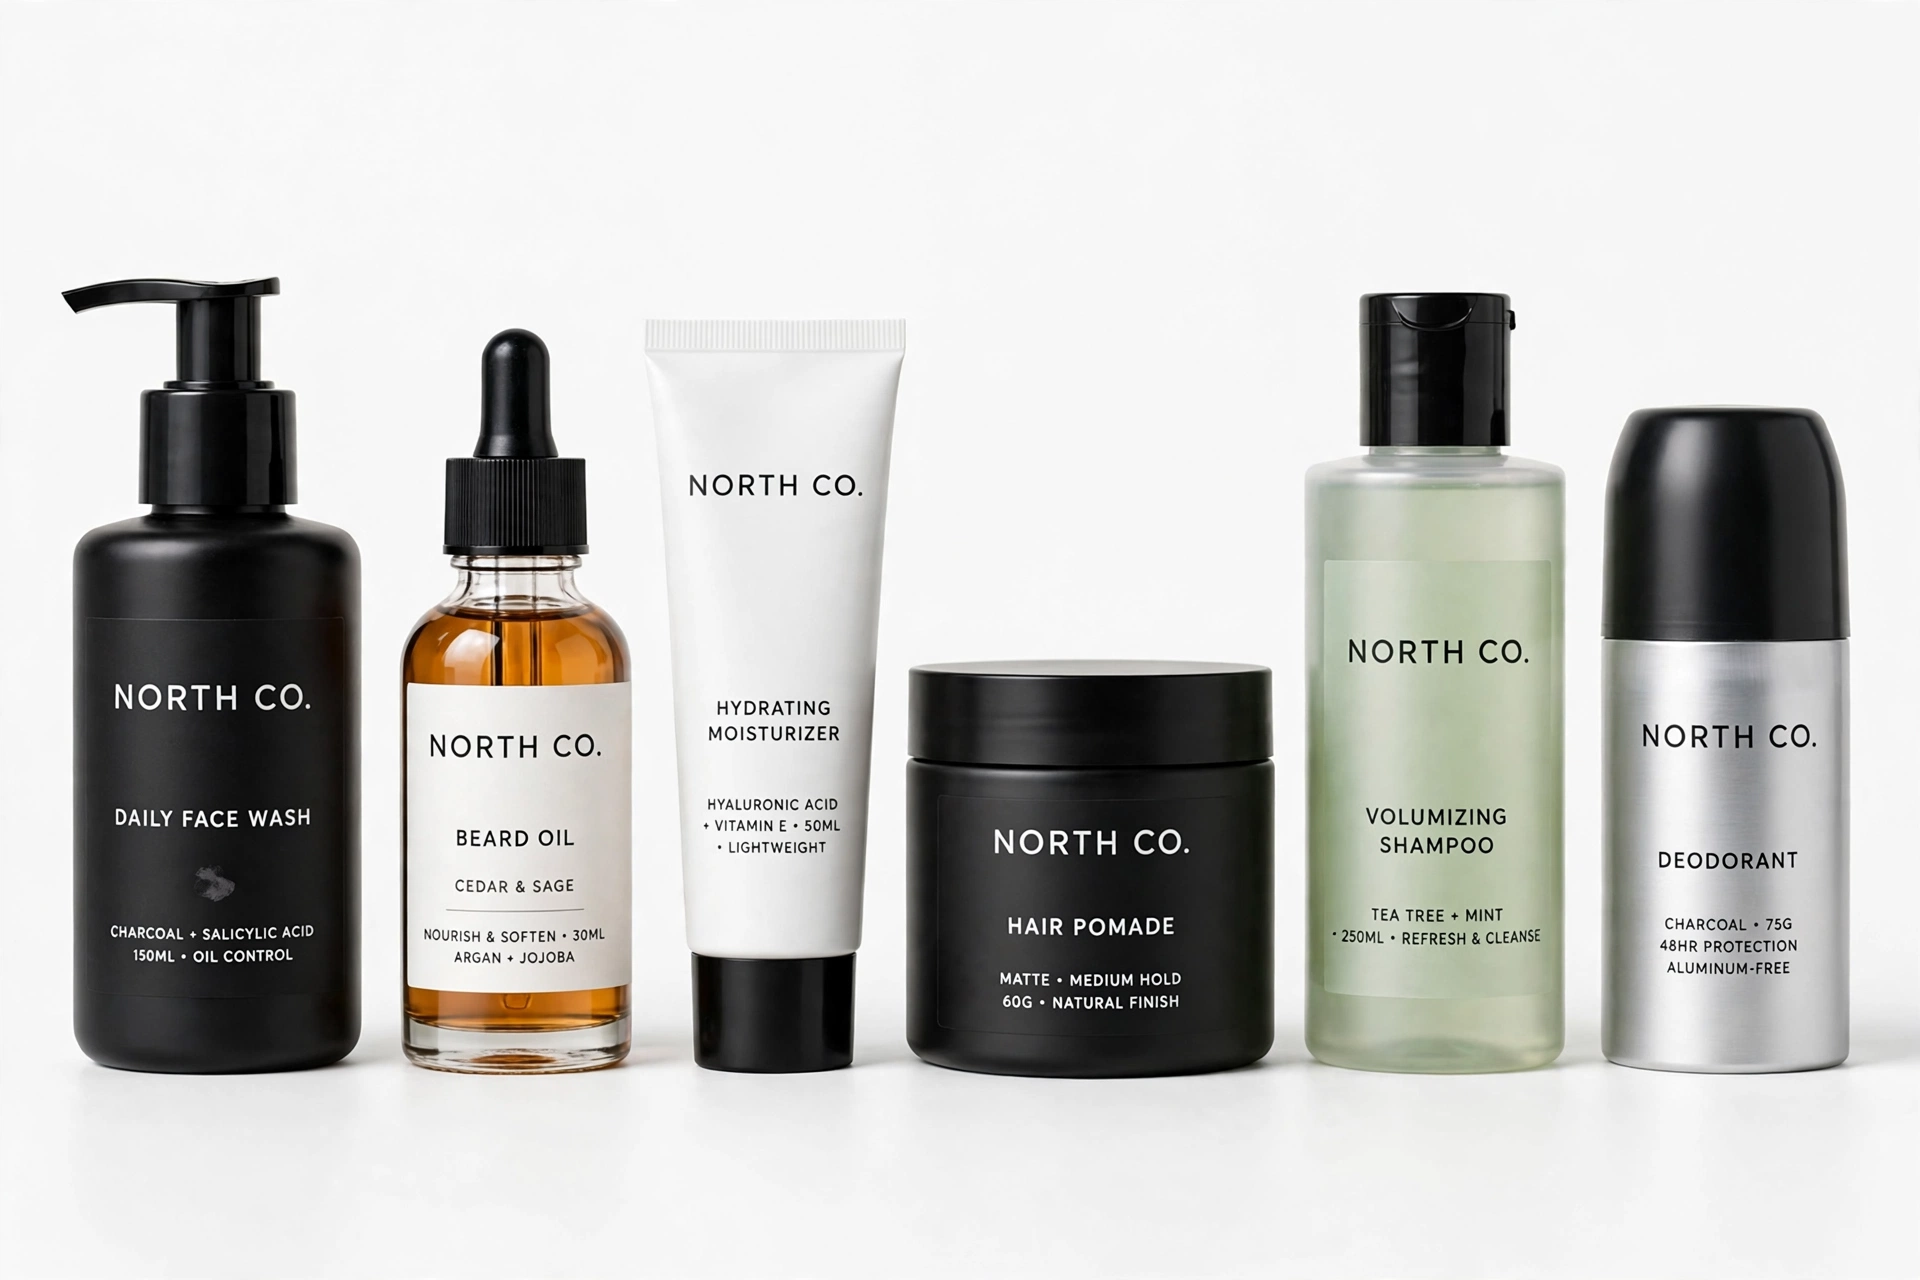 NORTH CO.
DAILY FACE WASH
CHARCOAL + SALICYLIC ACID
150ML • OIL CONTROL
NORTH CO.
BEARD OIL
CEDAR & SAGE
NOURISH & SOFTEN • 30ML
ARGAN + JOJOBA
NORTH CO.
HYDRATING
MOISTURIZER
HYALURONIC ACID
+ VITAMIN E • 50ML
• LIGHTWEIGHT
NORTH CO.
HAIR POMADE
MATTE • MEDIUM HOLD
60G • NATURAL FINISH
NORTH CO.
VOLUMIZING
SHAMPOO
TEA TREE + MINT
• 250ML • REFRESH & CLEANSE
NORTH CO.
DEODORANT
CHARCOAL • 75G
48HR PROTECTION
ALUMINUM-FREE